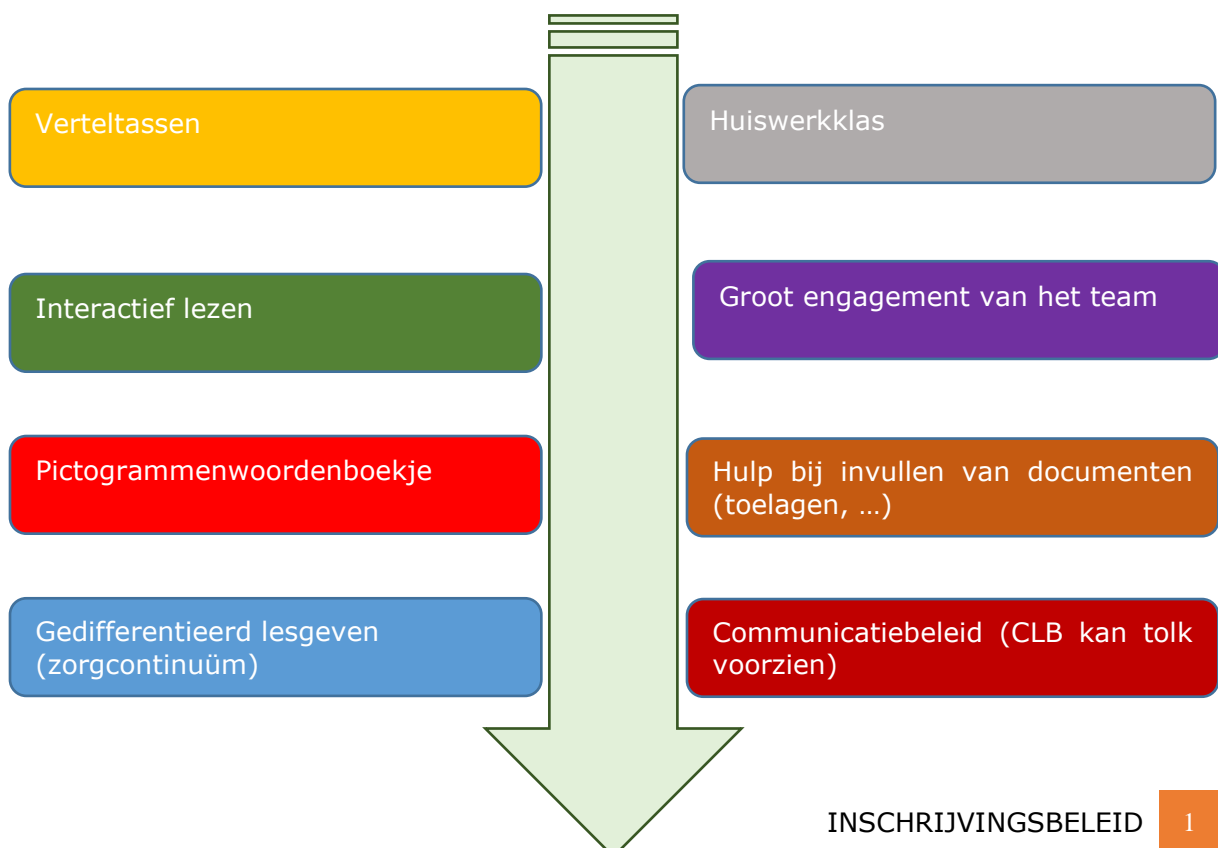 Verteltassen
Huiswerkklas
Interactief lezen
Groot engagement van het team
Pictogrammenwoordenboekje
Hulp bij invullen van documenten
(toelagen, …)
Gedifferentieerd lesgeven
(zorgcontinuüm)
Communicatiebeleid (CLB kan tolk
voorzien)
INSCHRIJVINGSBELEID 1